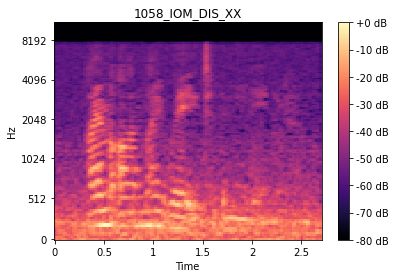 1058_IOM_DIS_XX
Hz
8192
4096
2048
1024
512
0
0
0.5
1
1.5
2
2.5
Time
+0 dB
-10 dB
-20 dB
-30 dB
-40 dB
-50 dB
-60 dB
-70 dB
-80 dB